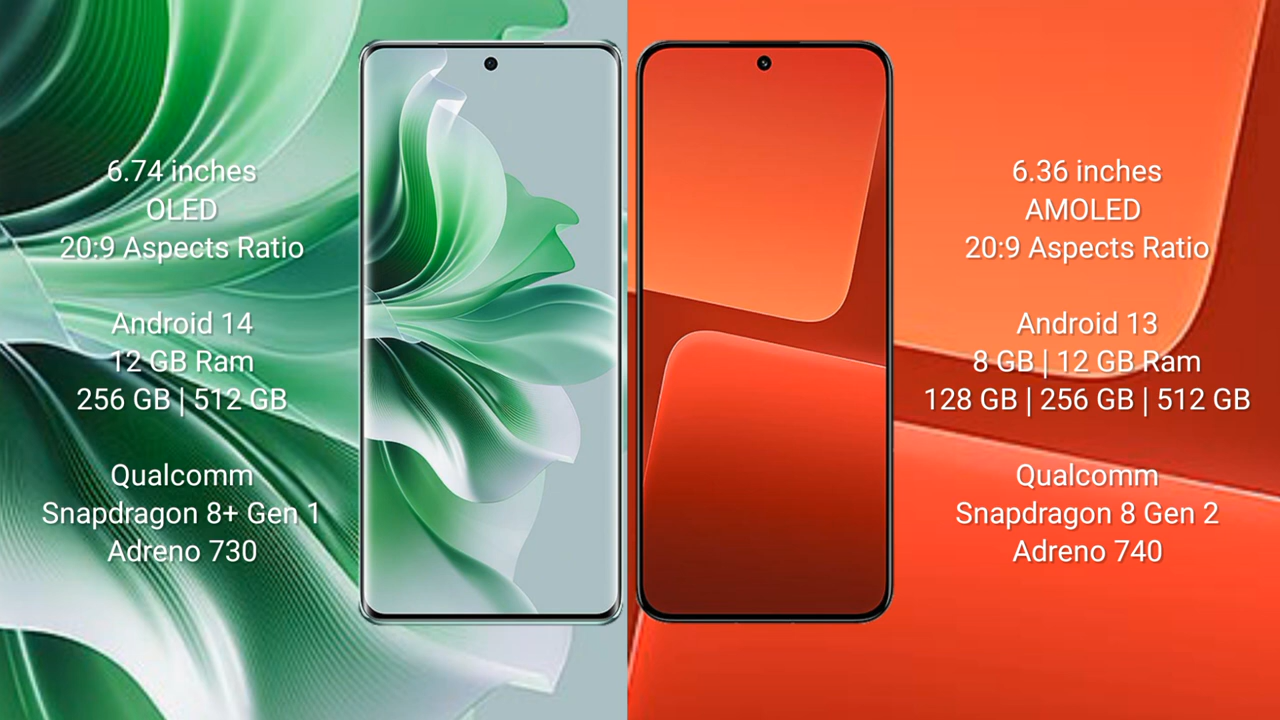 6.74 inches
OLED
20:9 Aspects Ratio
Android 14
12 GB Ram
256 GB | 512 GB
Qualcomm
Snapdragon 8+ Gen 1
Adreno 730
6.36 inches
AMOLED
20:9 Aspects Ratio
Android 13
8 GB | 12 GB Ram
128 GB | 256 GB | 512 GB
Qualcomm
Snapdragon 8 Gen 2
Adreno 740